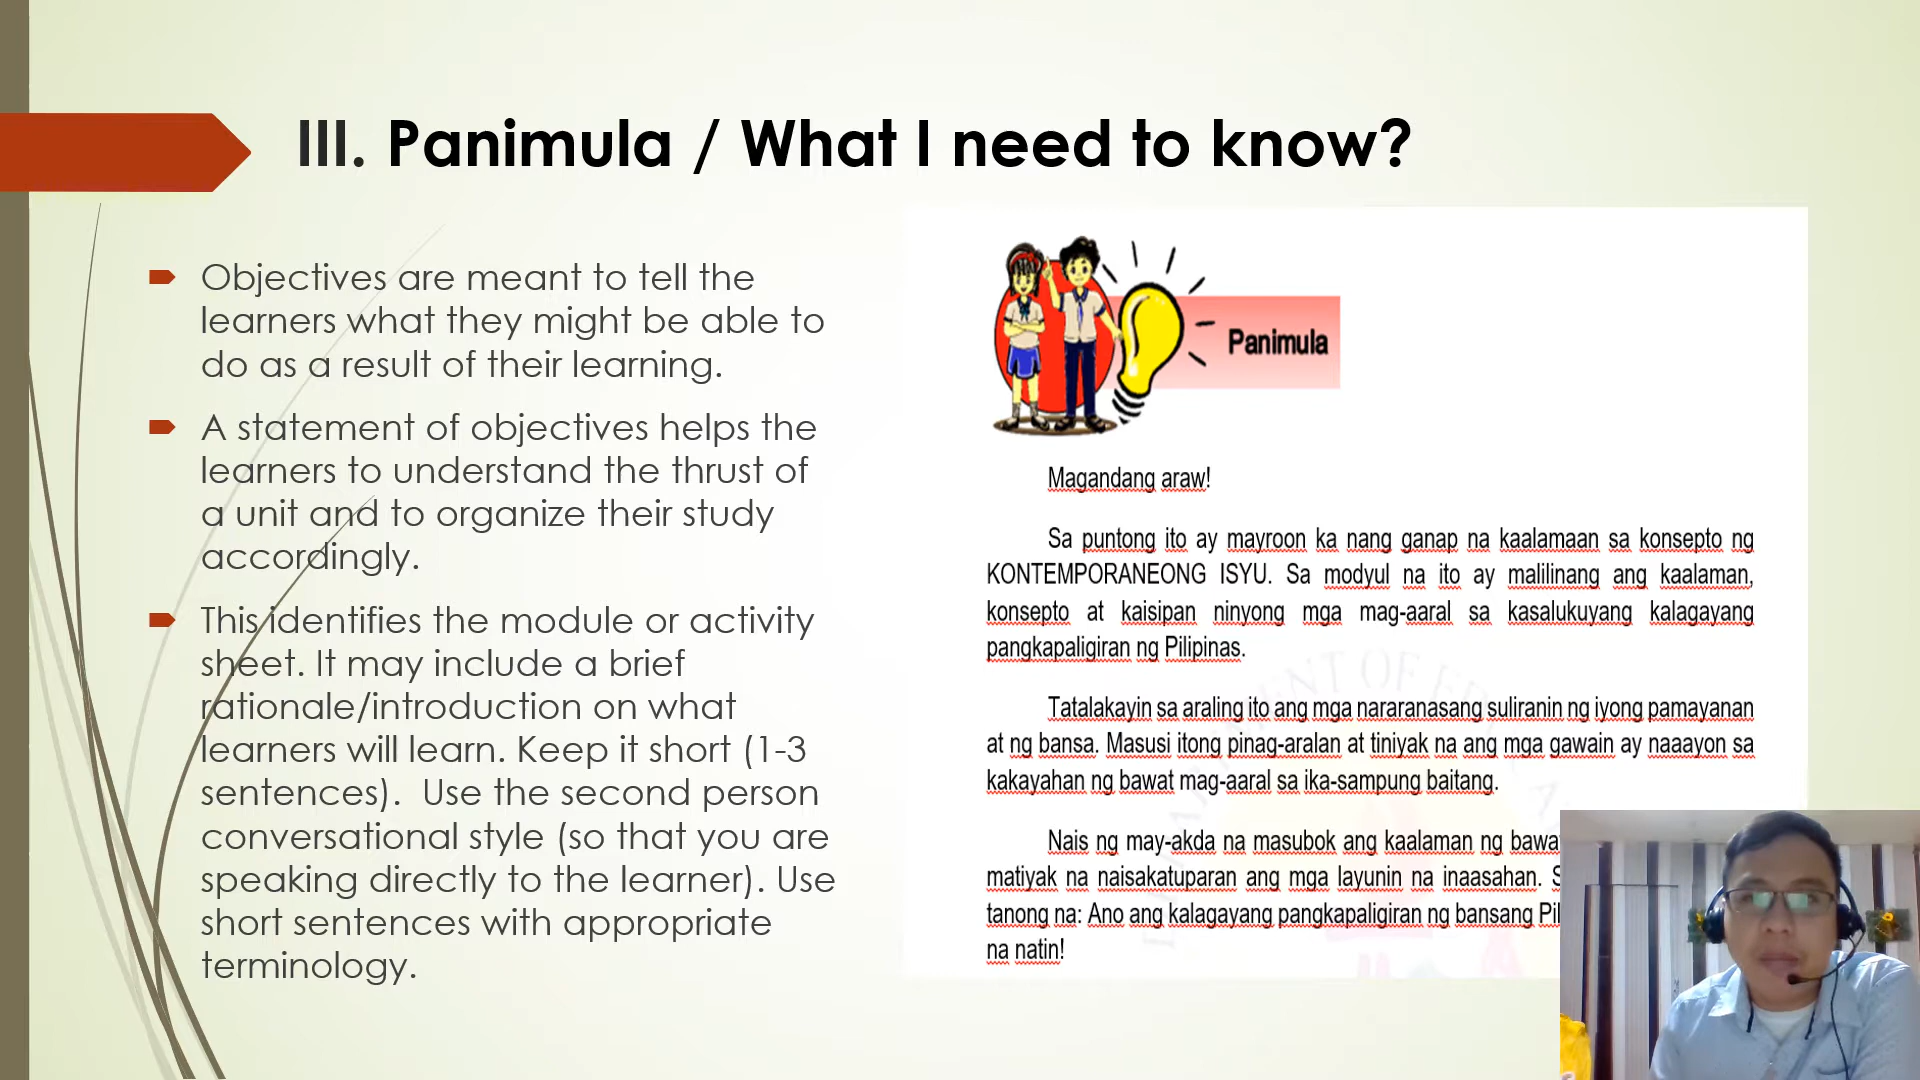 III. Panimula / What I need to know?
Objectives are meant to tell the
learners what they might be able to
do as a result of their learning.
A statement of objectives helps the
learners to understand the thrust of
a unit and to organize their study
accordingly.
This identifies the module or activity
sheet. It may include a brief
rationale/introduction on what
learners will learn. Keep it short (1-3
sentences).  Use the second person
conversational style (so that you are
speaking directly to the learner). Use
short sentences with appropriate
terminology.
Panimula
Magandang araw!
Sa puntong ito ay mayroon ka nang ganap na kaalamaan sa konsepto ng
KONTEMPORANEONG ISYU. Sa modyul na ito ay malilinang ang kaalaman,
konsepto at kaisipan ninyong mga mag-aaral sa kasalukuyang kalagayang
pangkapaligiran ng Pilipinas.
Tatalakayin sa araling ito ang mga nararanasang suliranin ng iyong pamayanan
at ng bansa. Masusi itong pinag-aralan at tiniyak na ang mga gawain ay naaayon sa
kakayahan ng bawat mag-aaral sa ika-sampung baitang.
Nais ng may-akda na masubok ang kaalaman ng
matiyak na naisakatuparan ang mga layunin na inaasahan.
tanong na: Ano ang kalagayang pangkapaligiran ng bansang
na natin!